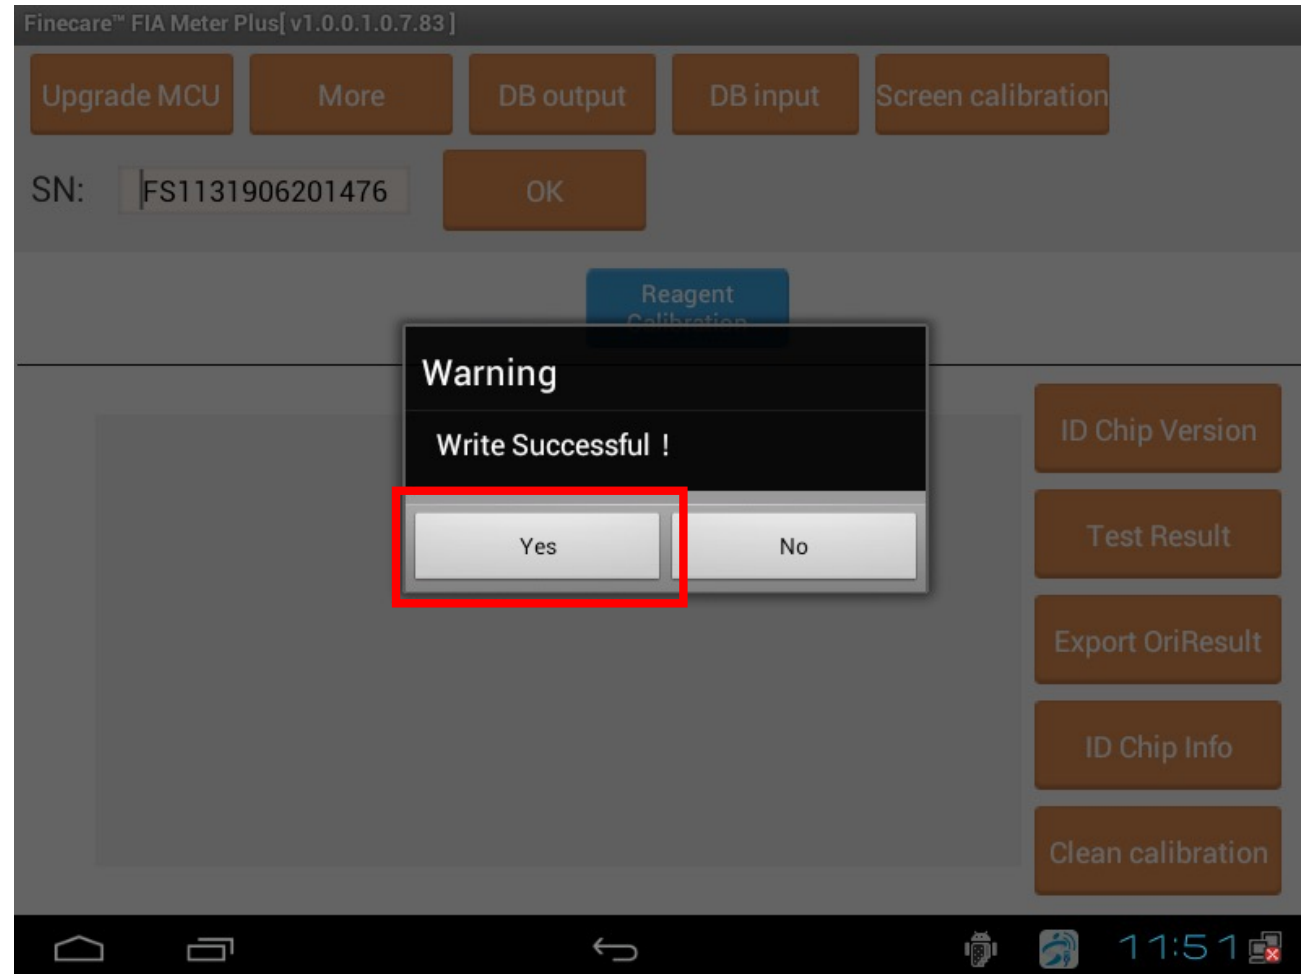 Finecare™ FIA Meter Plus[ v1.0.0.1.0.7.83 ]
Upgrade MCU More DB output DB input Screen calibration
SN: FS1131906201476 OK
Reagent
Calibration
Warning
Write Successful !
Yes No
ID Chip Version
Test Result
Export OriResult
ID Chip Info
Clean calibration
11:51